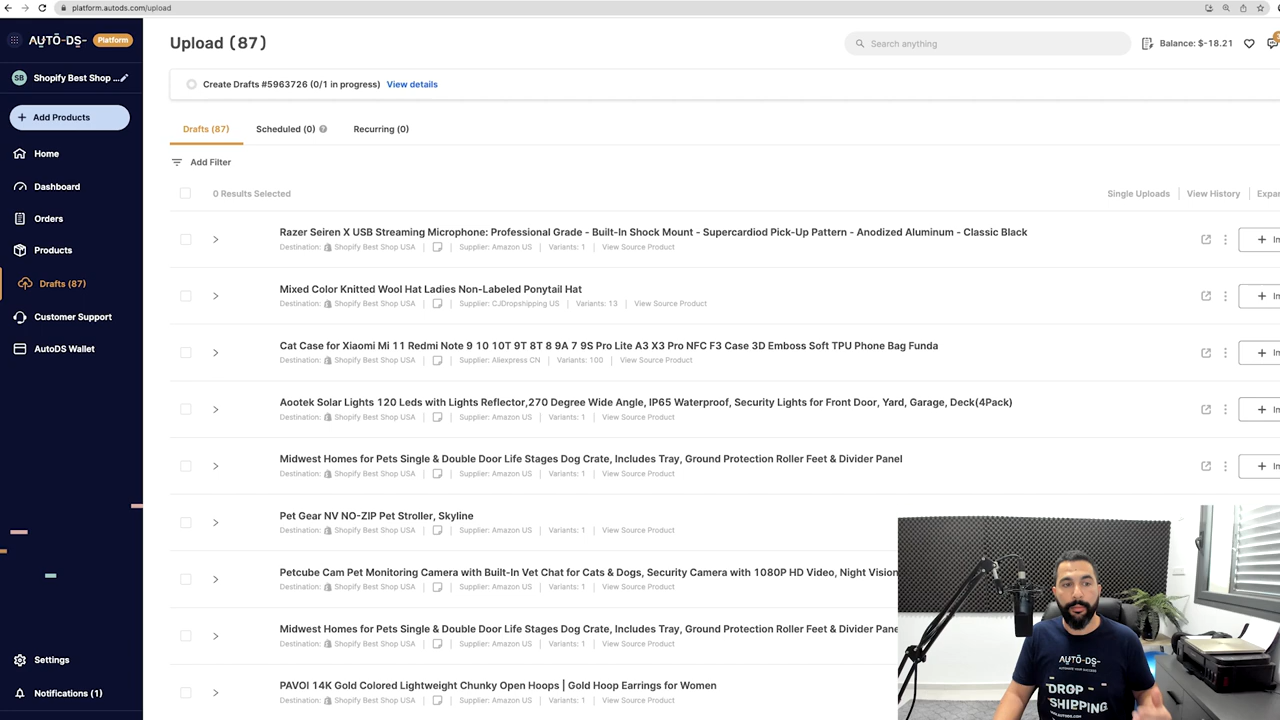 platform.autods.com/upload
AUTO-DS- Platform
Upload (87)
Search anything
Balance: $-18.21
SB Shopify Best Shop ...
Create Drafts #5963726 (0/1 in progress) View details
+ Add Products
Drafts (87) Scheduled (0) ? Recurring (0)
Home
Add Filter
Dashboard
0 Results Selected Single Uploads View History Expan
Orders
Razer Seiren X USB Streaming Microphone: Professional Grade - Built-In Shock Mount - Supercardiod Pick-Up Pattern - Anodized Aluminum - Classic Black
Destination: Shopify Best Shop USA | Supplier: Amazon US | Variants: 1 | View Source Product
+ Im
Products
Drafts (87)
Mixed Color Knitted Wool Hat Ladies Non-Labeled Ponytail Hat
Destination: Shopify Best Shop USA | Supplier: CJDropshipping US | Variants: 13 | View Source Product
+ Im
Customer Support
AutoDS Wallet
Cat Case for Xiaomi Mi 11 Redmi Note 9 10 10T 9T 8T 8 9A 7 9S Pro Lite A3 X3 Pro NFC F3 Case 3D Emboss Soft TPU Phone Bag Funda
Destination: Shopify Best Shop USA | Supplier: Aliexpress CN | Variants: 100 | View Source Product
+ Im
Aootek Solar Lights 120 Leds with Lights Reflector,270 Degree Wide Angle, IP65 Waterproof, Security Lights for Front Door, Yard, Garage, Deck(4Pack)
Destination: Shopify Best Shop USA | Supplier: Amazon US | Variants: 1 | View Source Product
+ Im
Midwest Homes for Pets Single & Double Door Life Stages Dog Crate, Includes Tray, Ground Protection Roller Feet & Divider Panel
Destination: Shopify Best Shop USA | Supplier: Amazon US | Variants: 1 | View Source Product
+ Im
Pet Gear NV NO-ZIP Pet Stroller, Skyline
Destination: Shopify Best Shop USA | Supplier: Amazon US | Variants: 1 | View Source Product
Petcube Cam Pet Monitoring Camera with Built-In Vet Chat for Cats & Dogs, Security Camera with 1080P HD Video, Night Vision
Destination: Shopify Best Shop USA | Supplier: Amazon US | Variants: 1 | View Source Product
Midwest Homes for Pets Single & Double Door Life Stages Dog Crate, Includes Tray, Ground Protection Roller Feet & Divider Pane
Destination: Shopify Best Shop USA | Supplier: Amazon US | Variants: 1 | View Source Product
PAVOI 14K Gold Colored Lightweight Chunky Open Hoops | Gold Hoop Earrings for Women
Destination: Shopify Best Shop USA | Supplier: Amazon US | Variants: 1 | View Source Product
Settings
Notifications (1)
AUTO-DS-
DROP
SHIPPING